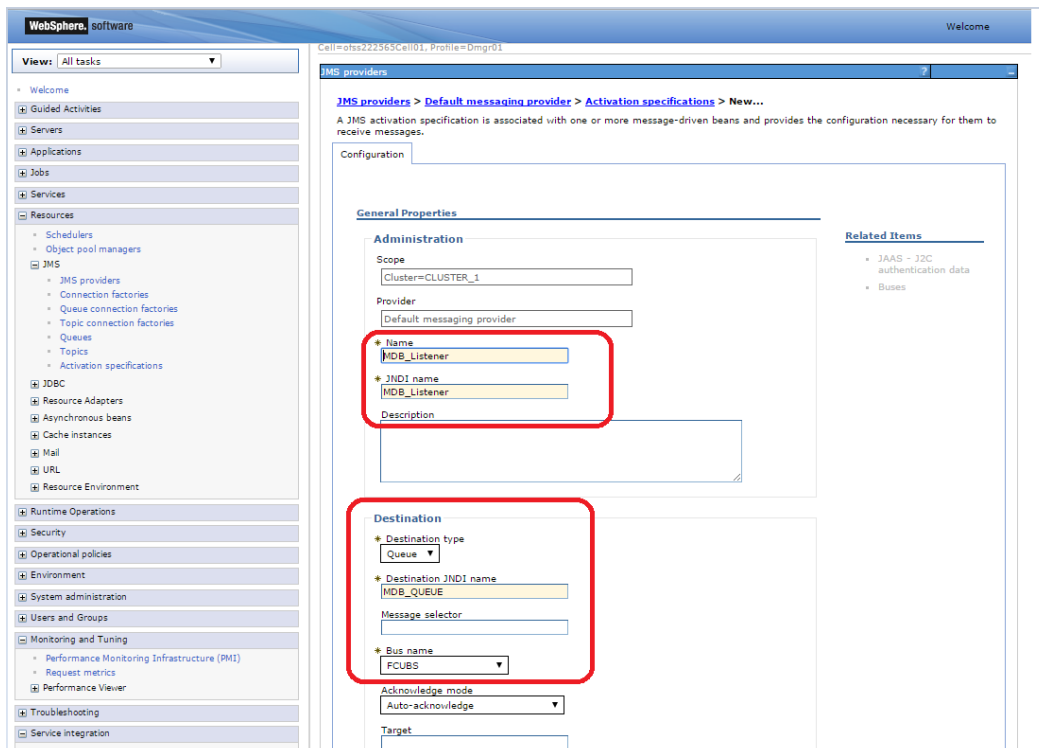 WebSphere. software
Welcome
View: All tasks
Cell=ofss222565Cell01, Profile=Dmgr01
Welcome
Guided Activities
Servers
Applications
Jobs
Services
Resources
Schedulers
Object pool managers
JMS
JMS providers
Connection factories
Queue connection factories
Topic connection factories
Queues
Topics
Activation specifications
JDBC
Resource Adapters
Asynchronous beans
Cache instances
Mail
URL
Resource Environment
Runtime Operations
Security
Operational policies
Environment
System administration
Users and Groups
Monitoring and Tuning
Performance Monitoring Infrastructure (PMI)
Request metrics
Performance Viewer
Troubleshooting
Service integration
JMS providers ? _
JMS providers > Default messaging provider > Activation specifications > New...
A JMS activation specification is associated with one or more message-driven beans and provides the configuration necessary for them to
receive messages.
Configuration
General Properties
Administration
Scope
Cluster=CLUSTER_1
Provider
Default messaging provider
* Name
MDB_Listener
* JNDI name
MDB_Listener
Description
Destination
* Destination type
Queue
* Destination JNDI name
MDB_QUEUE
Message selector
* Bus name
FCUBS
Acknowledge mode
Auto-acknowledge
Target
Related Items
JAAS - J2C
authentication data
Buses